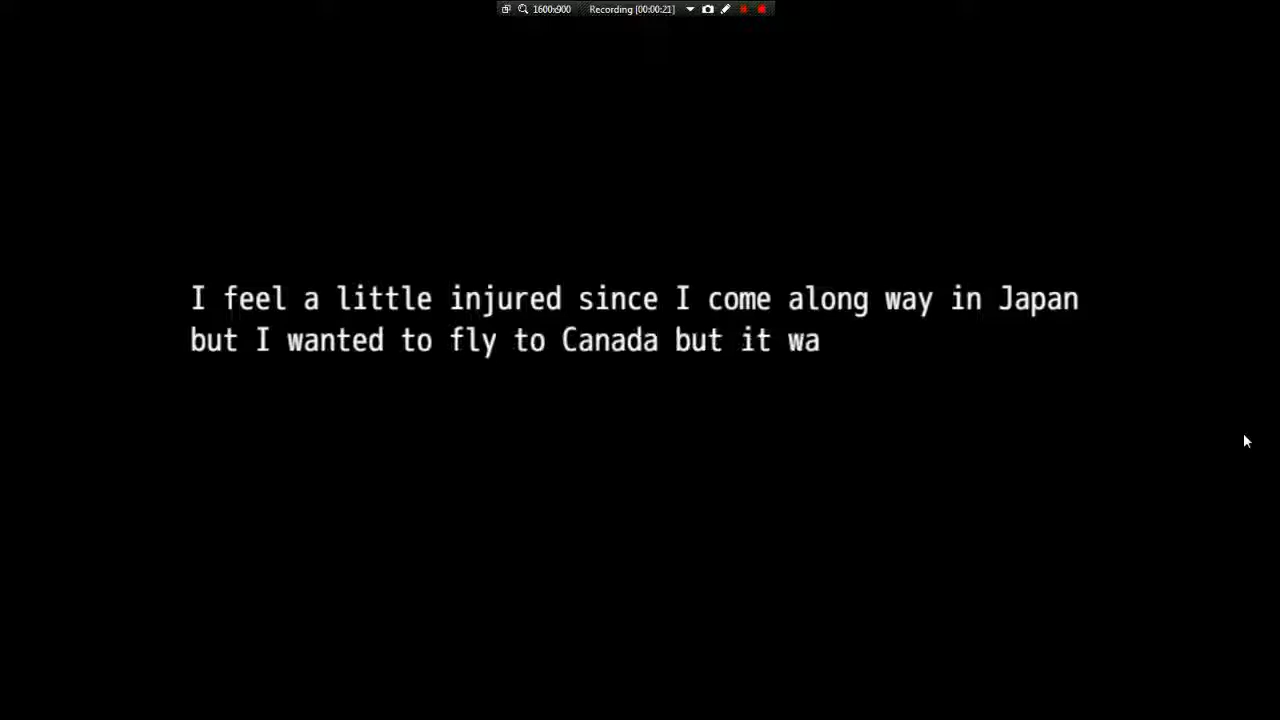 1600x900 Recording [00:00:21]
I feel a little injured since I come along way in Japan
but I wanted to fly to Canada but it wa